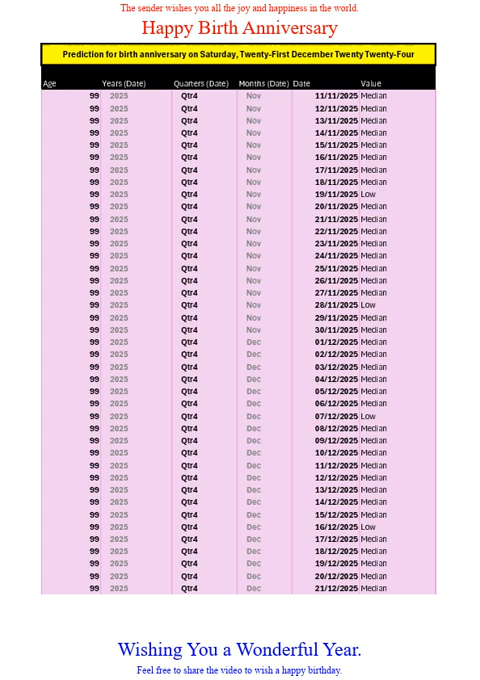 The sender wishes you all the joy and happiness in the world.
Happy Birth Anniversary
Prediction for birth anniversary on Saturday, Twenty-First December Twenty Twenty-Four
Age Years (Date) Quarters (Date) Months (Date) Date Value
99 2025 Qtr4 Nov 11/11/2025 Median
99 2025 Qtr4 Nov 12/11/2025 Median
99 2025 Qtr4 Nov 13/11/2025 Median
99 2025 Qtr4 Nov 14/11/2025 Median
99 2025 Qtr4 Nov 15/11/2025 Median
99 2025 Qtr4 Nov 16/11/2025 Median
99 2025 Qtr4 Nov 17/11/2025 Median
99 2025 Qtr4 Nov 18/11/2025 Median
99 2025 Qtr4 Nov 19/11/2025 Low
99 2025 Qtr4 Nov 20/11/2025 Median
99 2025 Qtr4 Nov 21/11/2025 Median
99 2025 Qtr4 Nov 22/11/2025 Median
99 2025 Qtr4 Nov 23/11/2025 Median
99 2025 Qtr4 Nov 24/11/2025 Median
99 2025 Qtr4 Nov 25/11/2025 Median
99 2025 Qtr4 Nov 26/11/2025 Median
99 2025 Qtr4 Nov 27/11/2025 Median
99 2025 Qtr4 Nov 28/11/2025 Low
99 2025 Qtr4 Nov 29/11/2025 Median
99 2025 Qtr4 Nov 30/11/2025 Median
99 2025 Qtr4 Dec 01/12/2025 Median
99 2025 Qtr4 Dec 02/12/2025 Median
99 2025 Qtr4 Dec 03/12/2025 Median
99 2025 Qtr4 Dec 04/12/2025 Median
99 2025 Qtr4 Dec 05/12/2025 Median
99 2025 Qtr4 Dec 06/12/2025 Median
99 2025 Qtr4 Dec 07/12/2025 Low
99 2025 Qtr4 Dec 08/12/2025 Median
99 2025 Qtr4 Dec 09/12/2025 Median
99 2025 Qtr4 Dec 10/12/2025 Median
99 2025 Qtr4 Dec 11/12/2025 Median
99 2025 Qtr4 Dec 12/12/2025 Median
99 2025 Qtr4 Dec 13/12/2025 Median
99 2025 Qtr4 Dec 14/12/2025 Median
99 2025 Qtr4 Dec 15/12/2025 Median
99 2025 Qtr4 Dec 16/12/2025 Low
99 2025 Qtr4 Dec 17/12/2025 Median
99 2025 Qtr4 Dec 18/12/2025 Median
99 2025 Qtr4 Dec 19/12/2025 Median
99 2025 Qtr4 Dec 20/12/2025 Median
99 2025 Qtr4 Dec 21/12/2025 Median
Wishing You a Wonderful Year.
Feel free to share the video to wish a happy birthday.